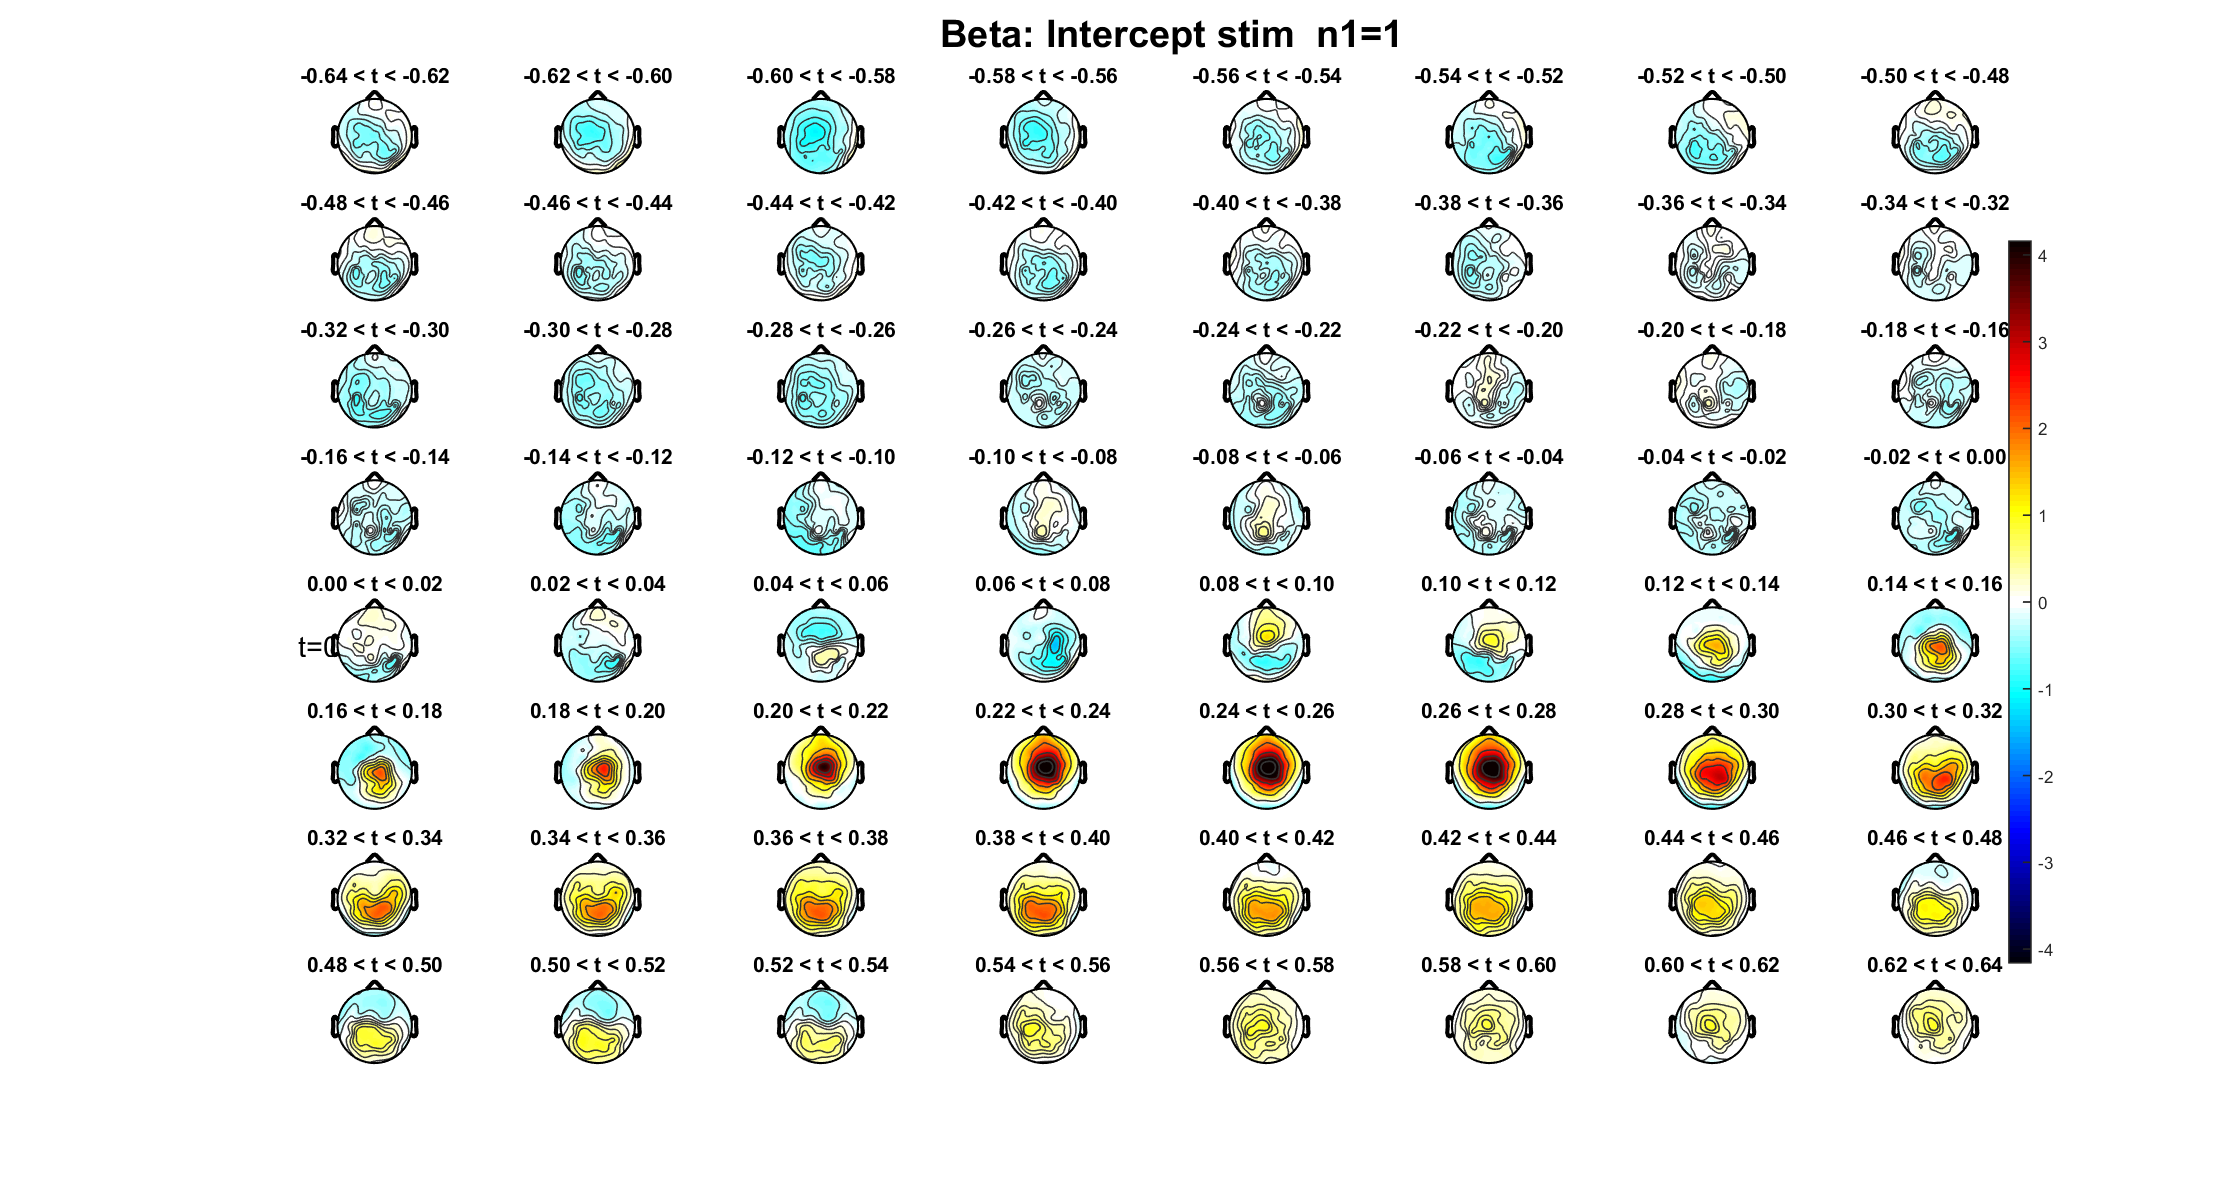 Beta: Intercept stim  n1=1
-0.64 < t < -0.62 -0.62 < t < -0.60 -0.60 < t < -0.58 -0.58 < t < -0.56 -0.56 < t < -0.54 -0.54 < t < -0.52 -0.52 < t < -0.50 -0.50 < t < -0.48
-0.48 < t < -0.46 -0.46 < t < -0.44 -0.44 < t < -0.42 -0.42 < t < -0.40 -0.40 < t < -0.38 -0.38 < t < -0.36 -0.36 < t < -0.34 -0.34 < t < -0.32
-0.32 < t < -0.30 -0.30 < t < -0.28 -0.28 < t < -0.26 -0.26 < t < -0.24 -0.24 < t < -0.22 -0.22 < t < -0.20 -0.20 < t < -0.18 -0.18 < t < -0.16
-0.16 < t < -0.14 -0.14 < t < -0.12 -0.12 < t < -0.10 -0.10 < t < -0.08 -0.08 < t < -0.06 -0.06 < t < -0.04 -0.04 < t < -0.02 -0.02 < t < 0.00
0.00 < t < 0.02 0.02 < t < 0.04 0.04 < t < 0.06 0.06 < t < 0.08 0.08 < t < 0.10 0.10 < t < 0.12 0.12 < t < 0.14 0.14 < t < 0.16
t=0
0.16 < t < 0.18 0.18 < t < 0.20 0.20 < t < 0.22 0.22 < t < 0.24 0.24 < t < 0.26 0.26 < t < 0.28 0.28 < t < 0.30 0.30 < t < 0.32
0.32 < t < 0.34 0.34 < t < 0.36 0.36 < t < 0.38 0.38 < t < 0.40 0.40 < t < 0.42 0.42 < t < 0.44 0.44 < t < 0.46 0.46 < t < 0.48
0.48 < t < 0.50 0.50 < t < 0.52 0.52 < t < 0.54 0.54 < t < 0.56 0.56 < t < 0.58 0.58 < t < 0.60 0.60 < t < 0.62 0.62 < t < 0.64
4
3
2
1
0
-1
-2
-3
-4